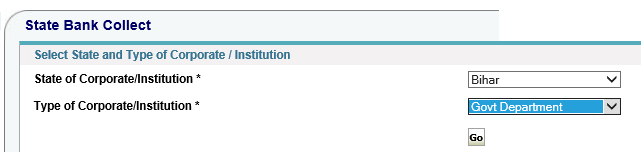 State Bank Collect
Select State and Type of Corporate / Institution
State of Corporate/Institution * Bihar
Type of Corporate/Institution * Govt Department
Go